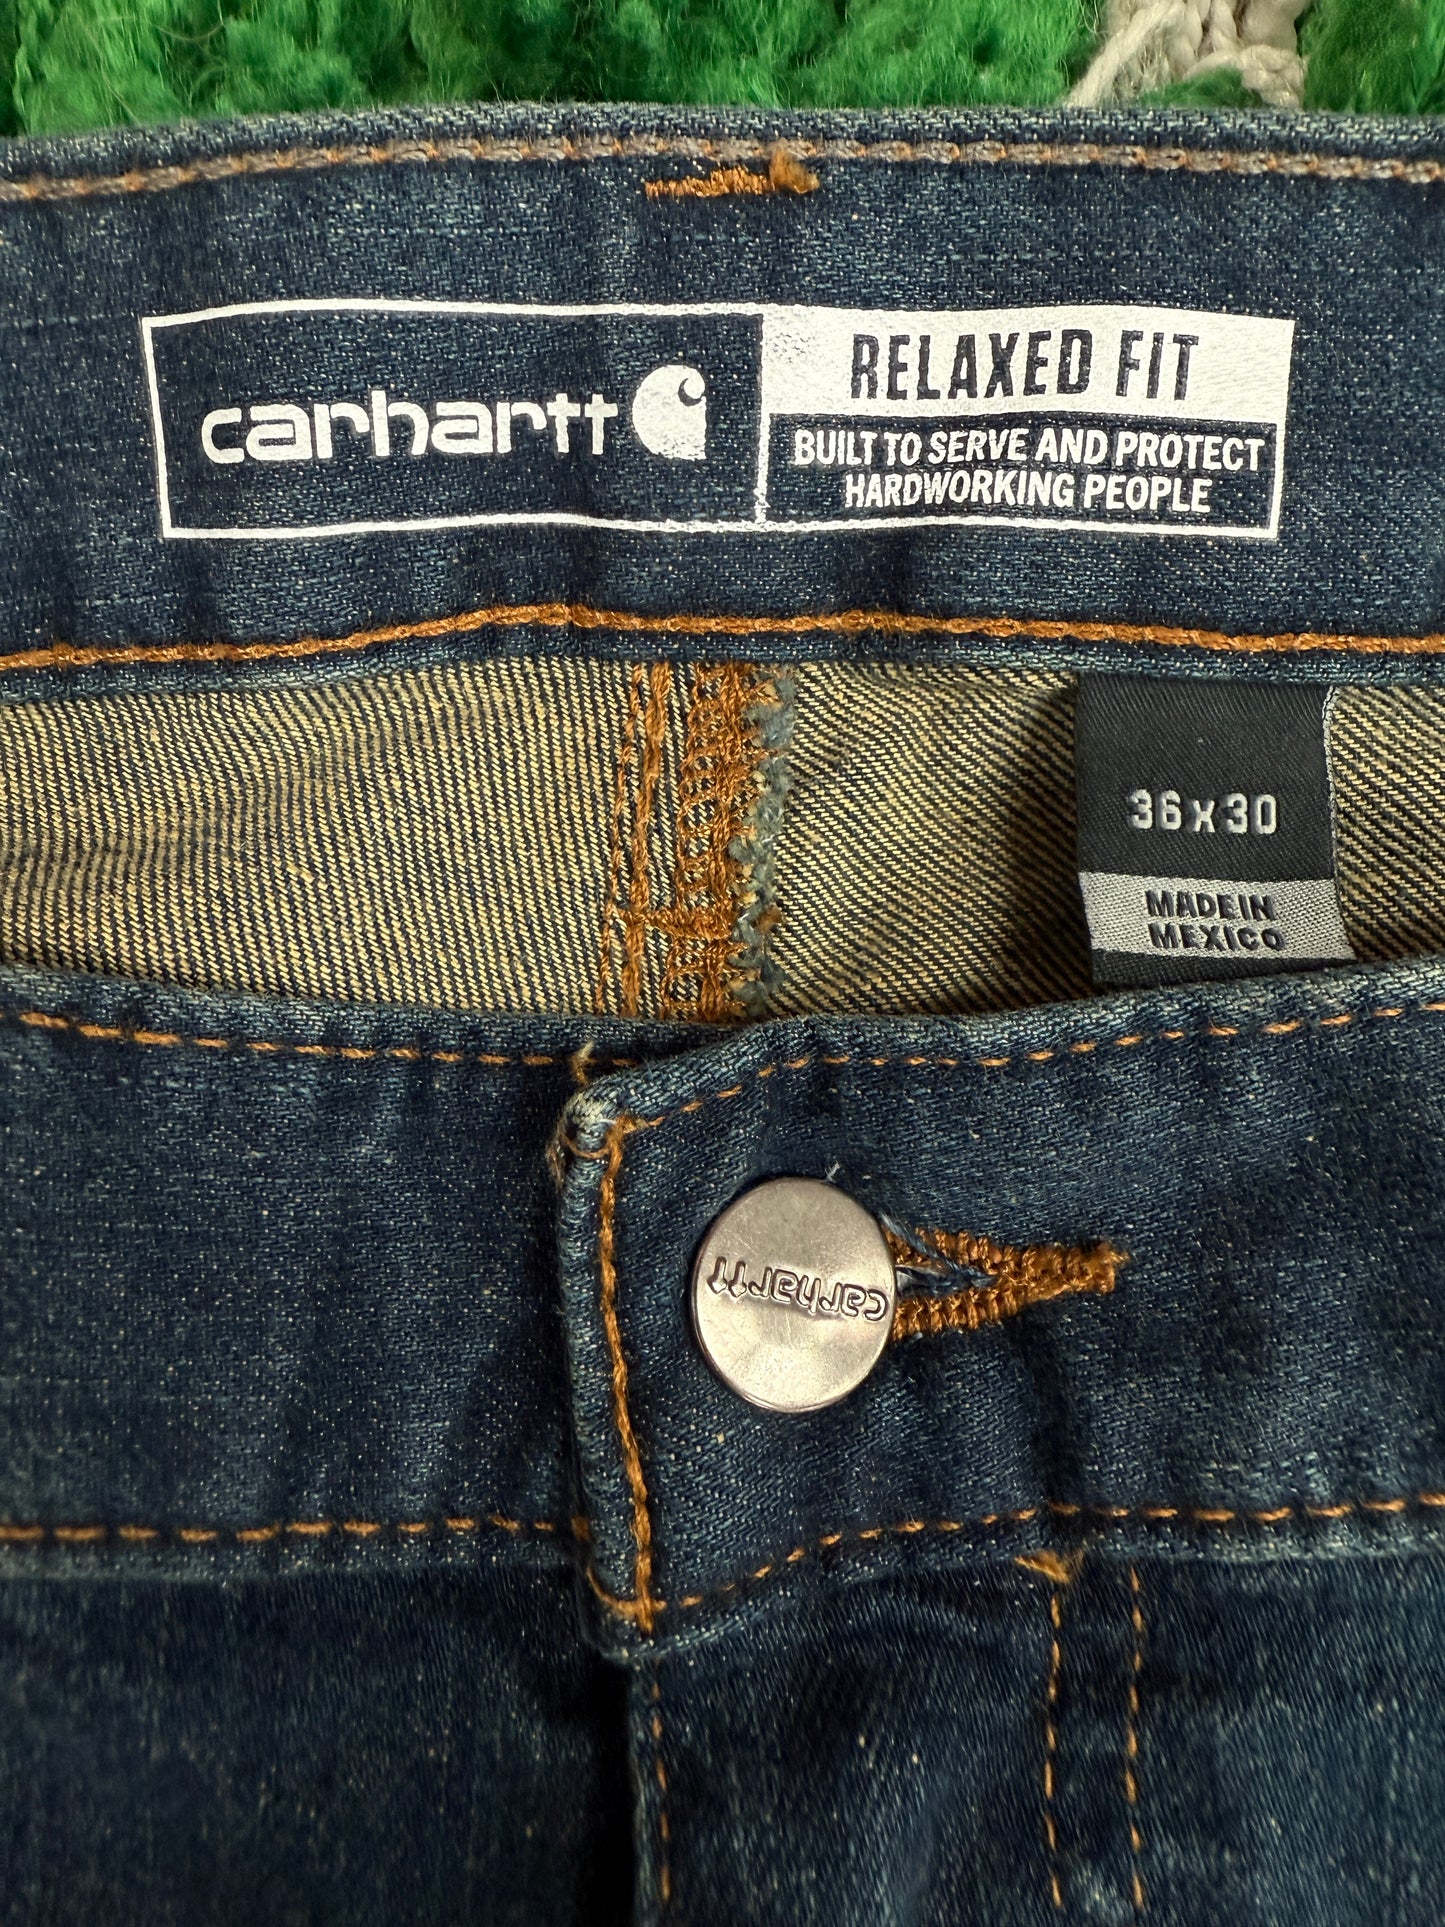 carhartt
RELAXED FIT
BUILT TO SERVE AND PROTECT
HARDWORKING PEOPLE
36 x 30
MADE IN
MEXICO
carhartt